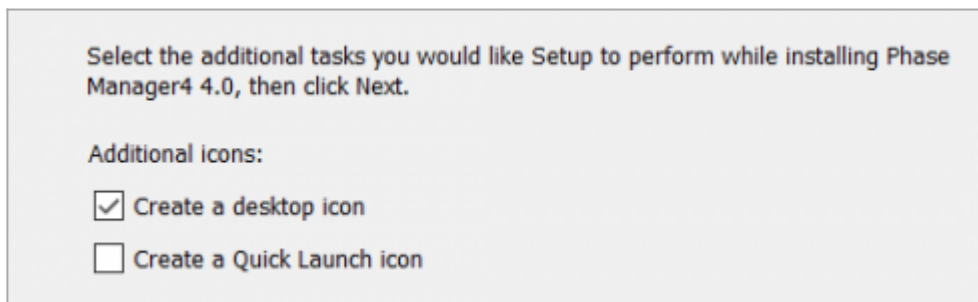 Select the additional tasks you would like Setup to perform while installing Phase
Manager4 4.0, then click Next.
Additional icons:
Create a desktop icon
Create a Quick Launch icon